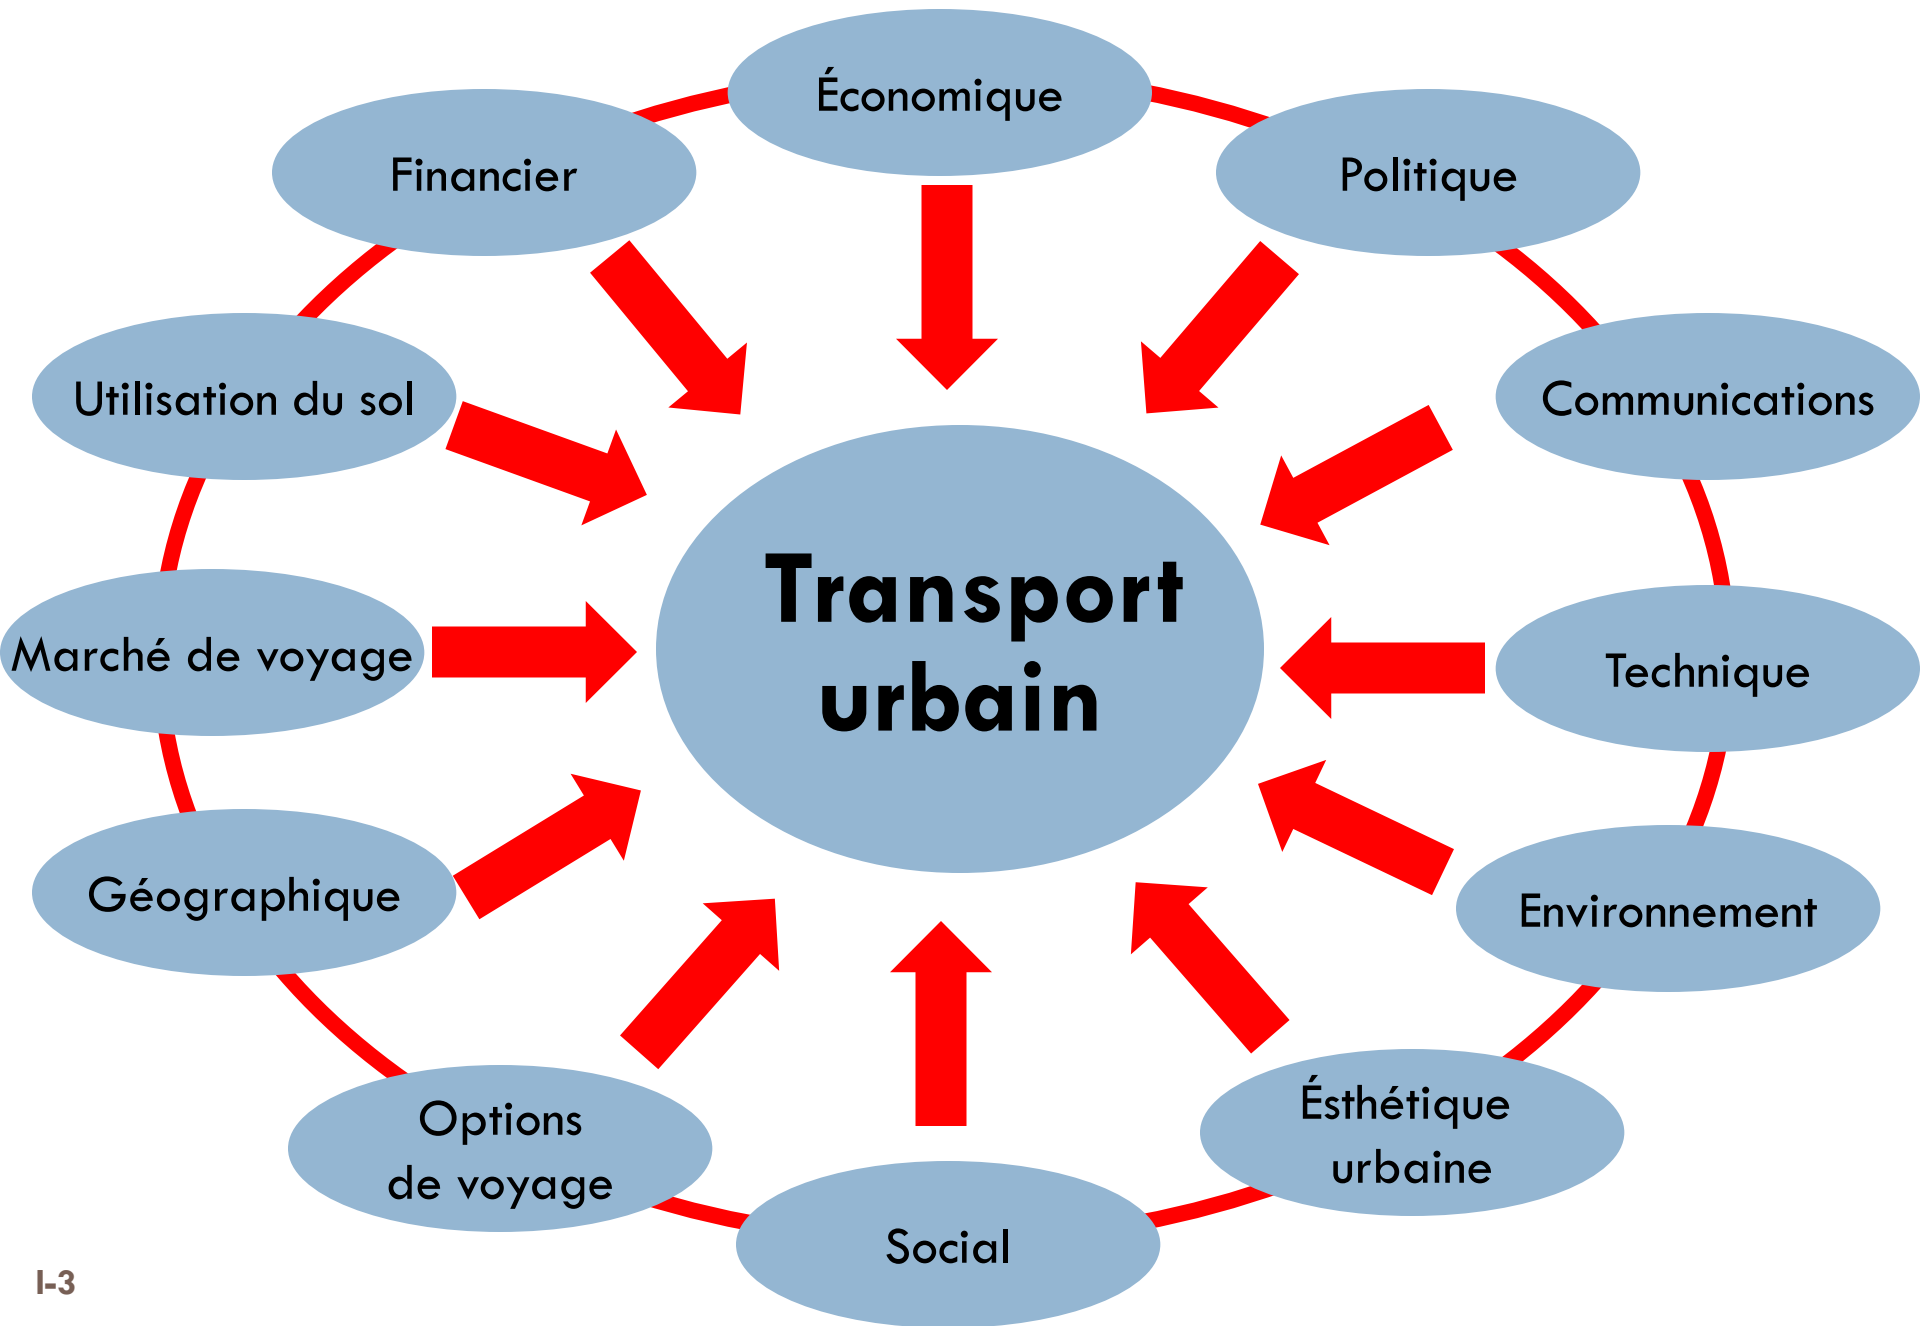 Économique
Financier
Politique
Utilisation du sol
Communications
Transport
urbain
Marché de voyage
Technique
Géographique
Environnement
Options
de voyage
Ésthétique
urbaine
Social
I-3